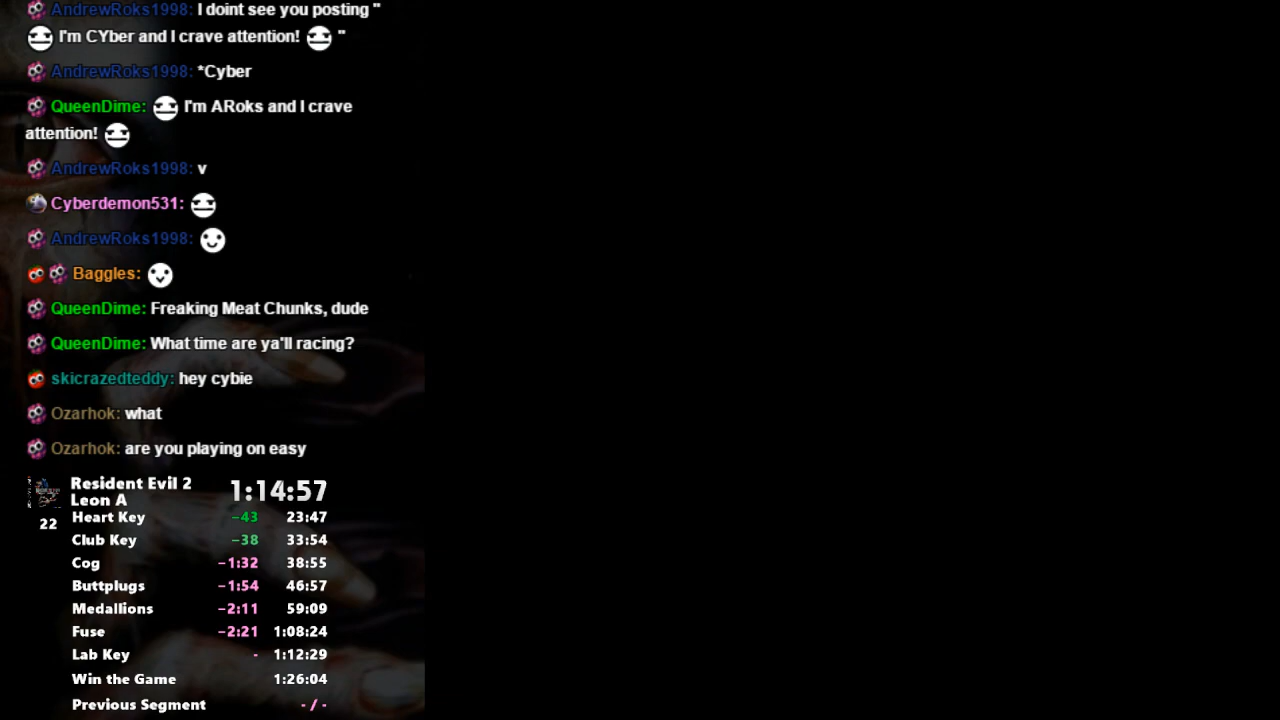 AndrewRoks1998: I doint see you posting "
I'm CYber and I crave attention! "
AndrewRoks1998: *Cyber
QueenDime: I'm ARoks and I crave
attention!
AndrewRoks1998: v
Cyberdemon531:
AndrewRoks1998:
Baggles:
QueenDime: Freaking Meat Chunks, dude
QueenDime: What time are ya'll racing?
skicrazedteddy: hey cybie
Ozarhok: what
Ozarhok: are you playing on easy
Resident Evil 2
Leon A 1:14:57
22
Heart Key -43 23:47
Club Key -38 33:54
Cog -1:32 38:55
Buttplugs -1:54 46:57
Medallions -2:11 59:09
Fuse -2:21 1:08:24
Lab Key - 1:12:29
Win the Game 1:26:04
Previous Segment - / -